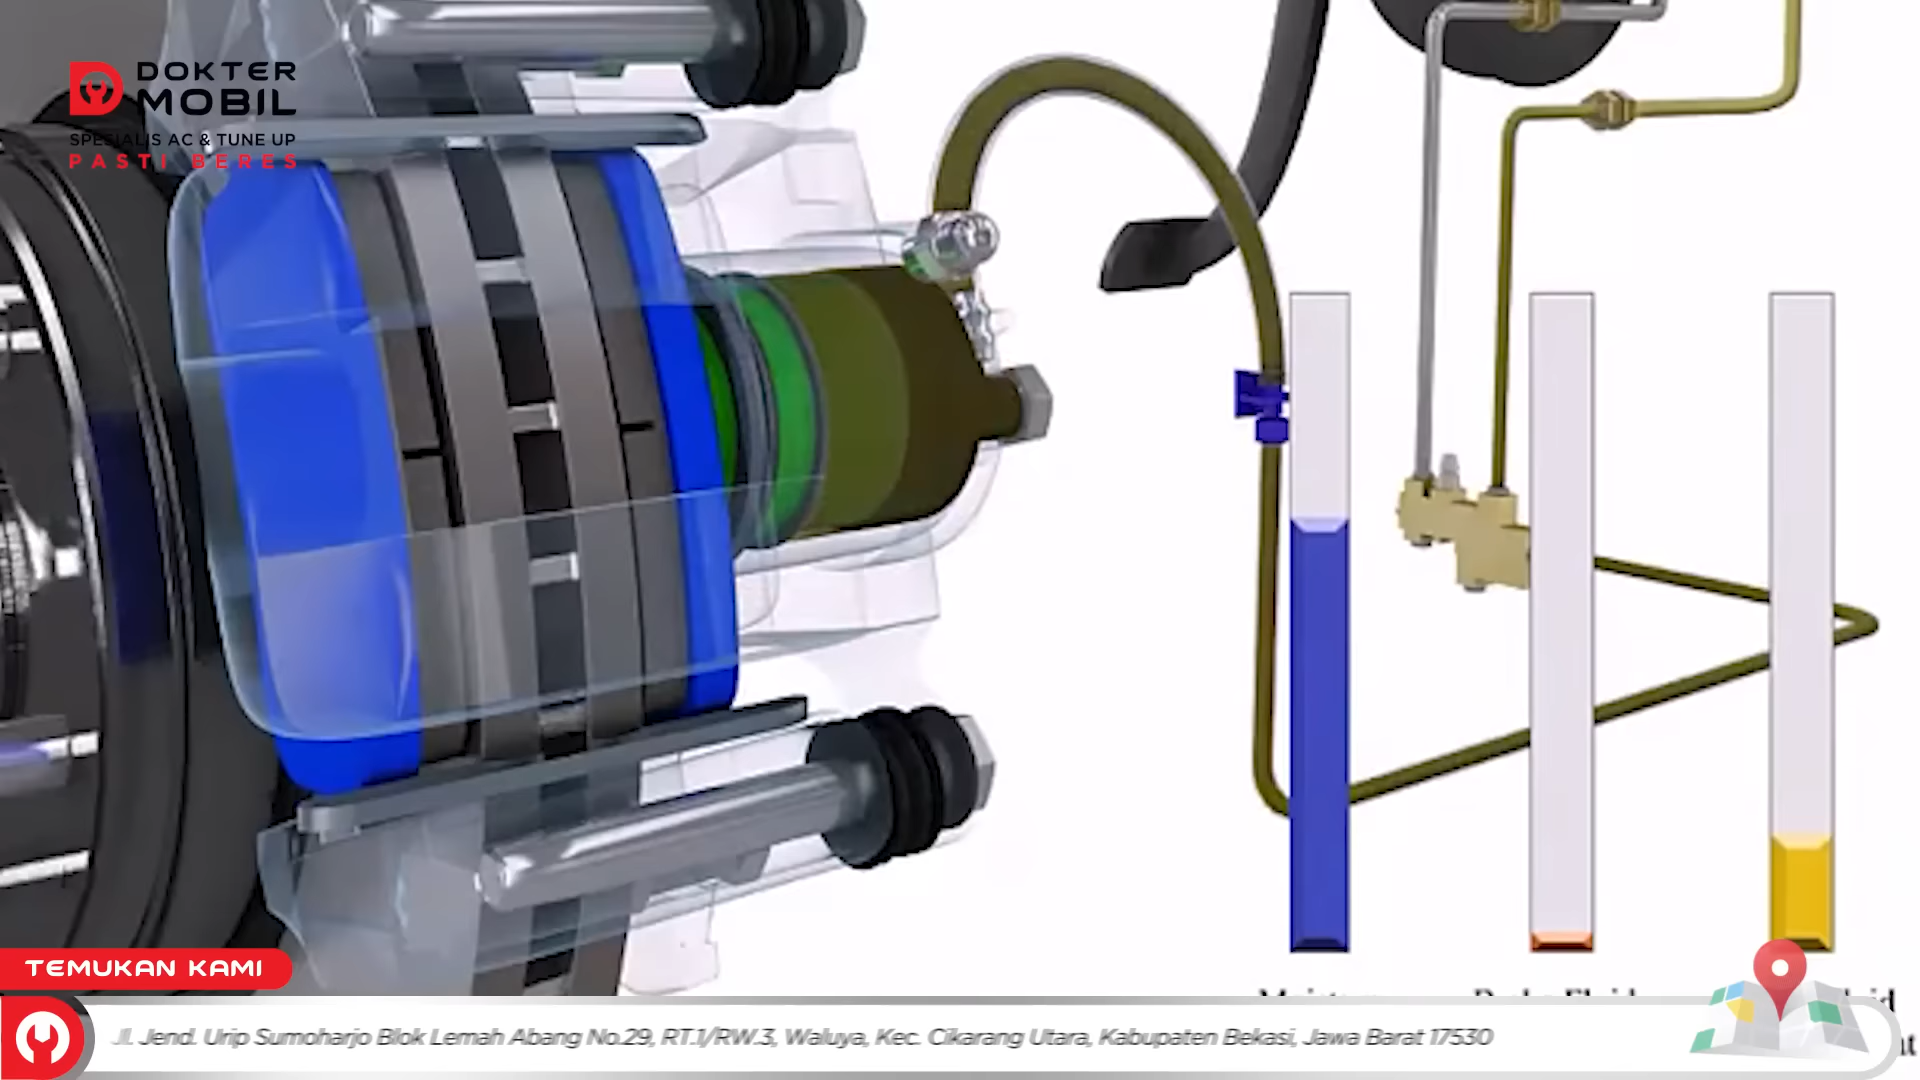 DOKTER
MOBIL
SPESIALIS AC & TUNE UP
PASTI BERES
TEMUKAN KAMI
Jl. Jend. Urip Sumoharjo Blok Lemah Abang No.29, RT.1/RW.3, Waluya, Kec. Cikarang Utara, Kabupaten Bekasi, Jawa Barat 17530